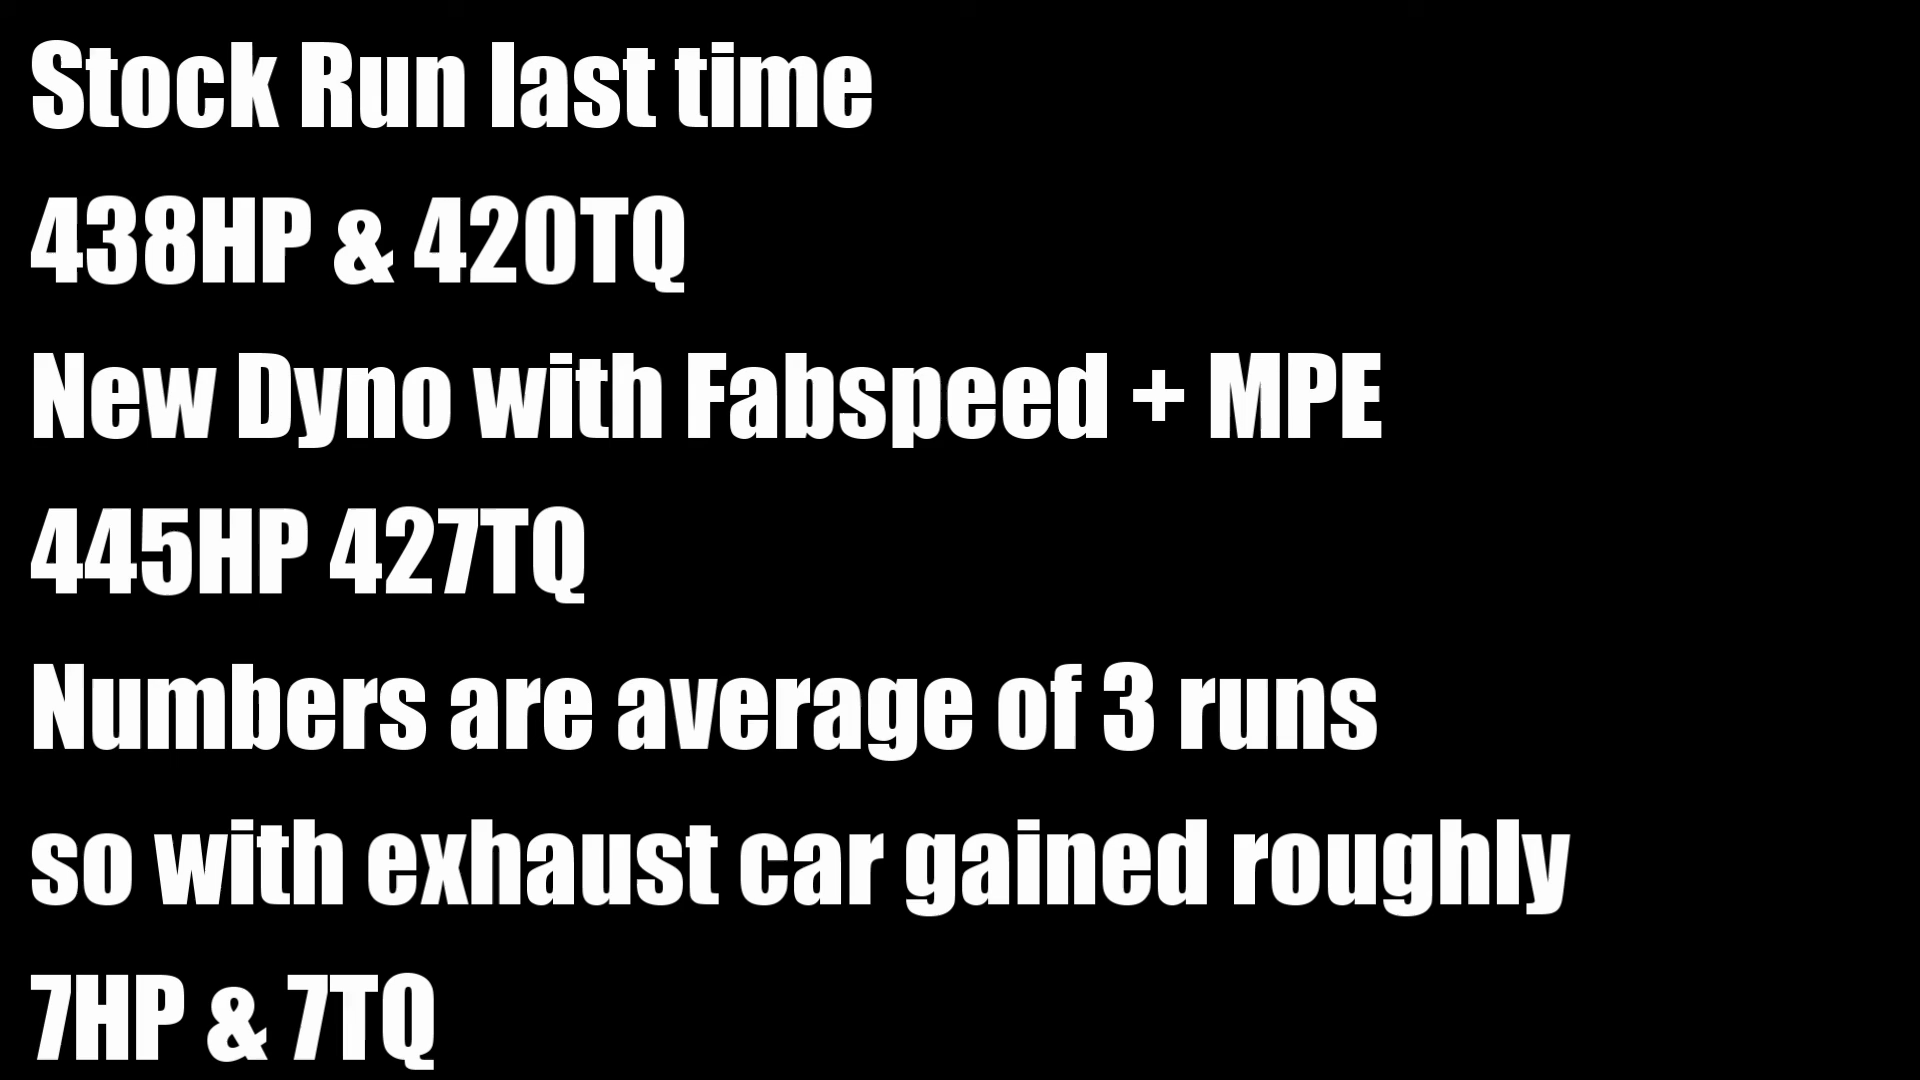 Stock Run last time
438HP & 420TQ
New Dyno with Fabspeed + MPE
445HP 427TQ
Numbers are average of 3 runs
so with exhaust car gained roughly
7HP & 7TQ